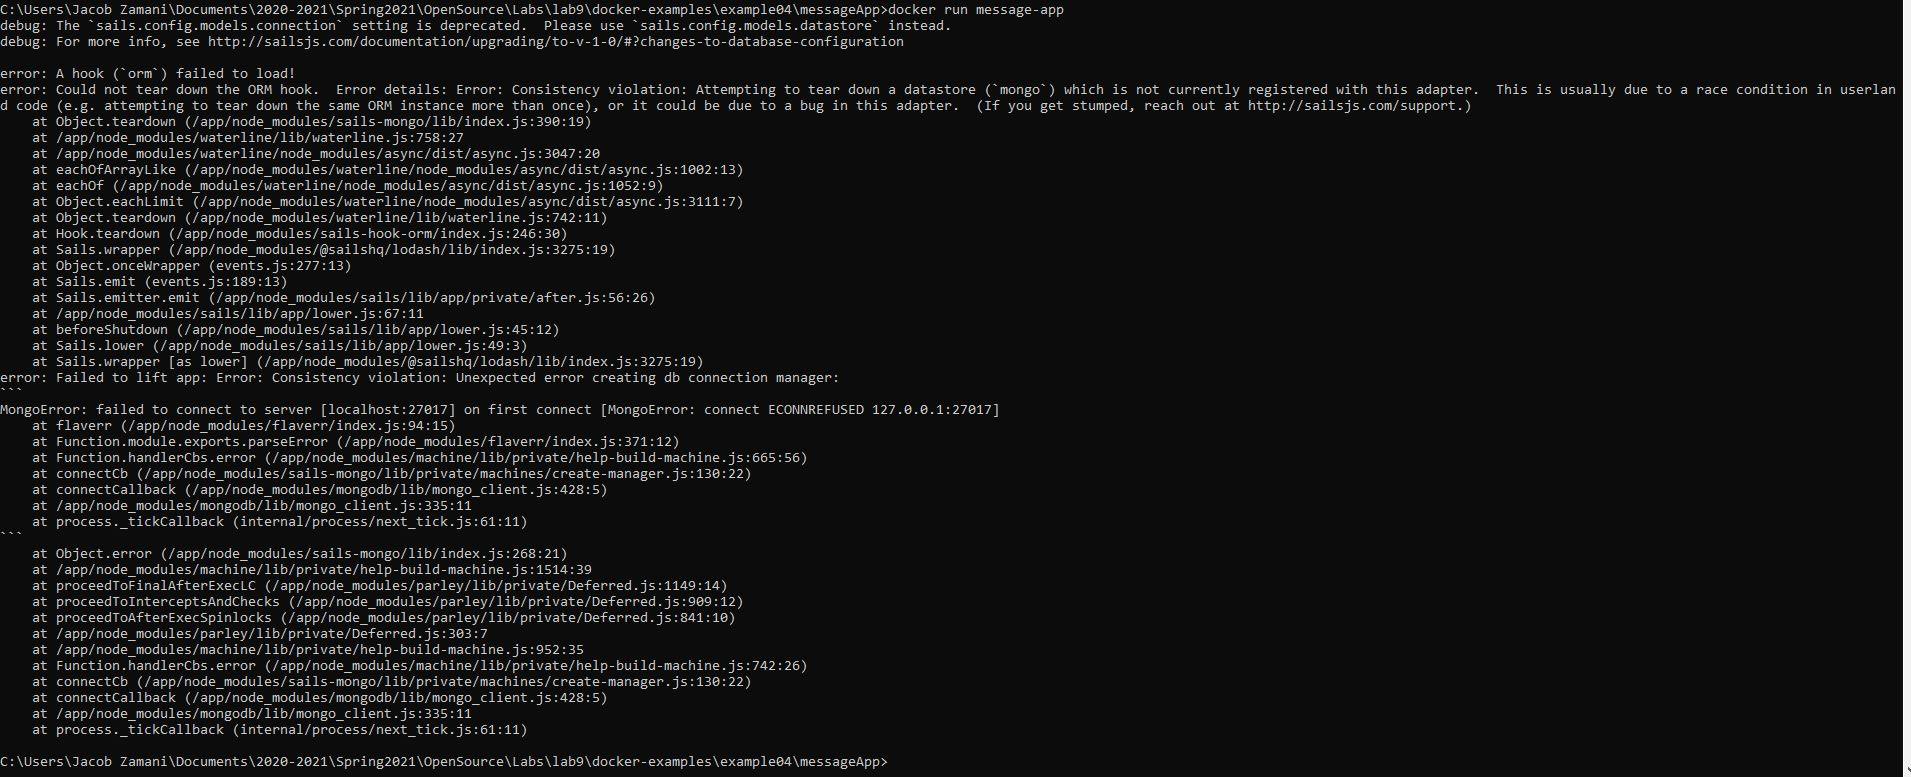 C:\Users\Jacob Zamani\Documents\2020-2021\Spring2021\OpenSource\Labs\lab9\docker-examples\example04\messageApp>docker run message-app
debug: The `sails.config.models.connection` setting is deprecated.  Please use `sails.config.models.datastore` instead.
debug: For more info, see http://sailsjs.com/documentation/upgrading/to-v-1-0/#?changes-to-database-configuration
error: A hook (`orm`) failed to load!
error: Could not tear down the ORM hook.  Error details: Error: Consistency violation: Attempting to tear down a datastore (`mongo`) which is not currently registered with this adapter.  This is usually due to a race condition in userlan
d code (e.g. attempting to tear down the same ORM instance more than once), or it could be due to a bug in this adapter.  (If you get stumped, reach out at http://sailsjs.com/support.)
    at Object.teardown (/app/node_modules/sails-mongo/lib/index.js:390:19)
    at /app/node_modules/waterline/lib/waterline.js:758:27
    at /app/node_modules/waterline/node_modules/async/dist/async.js:3047:20
    at eachOfArrayLike (/app/node_modules/waterline/node_modules/async/dist/async.js:1002:13)
    at eachOf (/app/node_modules/waterline/node_modules/async/dist/async.js:1052:9)
    at Object.eachLimit (/app/node_modules/waterline/node_modules/async/dist/async.js:3111:7)
    at Object.teardown (/app/node_modules/waterline/lib/waterline.js:742:11)
    at Hook.teardown (/app/node_modules/sails-hook-orm/index.js:246:30)
    at Sails.wrapper (/app/node_modules/@sailshq/lodash/lib/index.js:3275:19)
    at Object.onceWrapper (events.js:277:13)
    at Sails.emit (events.js:189:13)
    at Sails.emitter.emit (/app/node_modules/sails/lib/app/private/after.js:56:26)
    at /app/node_modules/sails/lib/app/lower.js:67:11
    at beforeShutdown (/app/node_modules/sails/lib/app/lower.js:45:12)
    at Sails.lower (/app/node_modules/sails/lib/app/lower.js:49:3)
    at Sails.wrapper [as lower] (/app/node_modules/@sailshq/lodash/lib/index.js:3275:19)
error: Failed to lift app: Error: Consistency violation: Unexpected error creating db connection manager:
```
MongoError: failed to connect to server [localhost:27017] on first connect [MongoError: connect ECONNREFUSED 127.0.0.1:27017]
    at flaverr (/app/node_modules/flaverr/index.js:94:15)
    at Function.module.exports.parseError (/app/node_modules/flaverr/index.js:371:12)
    at Function.handlerCbs.error (/app/node_modules/machine/lib/private/help-build-machine.js:665:56)
    at connectCb (/app/node_modules/sails-mongo/lib/private/machines/create-manager.js:130:22)
    at connectCallback (/app/node_modules/mongodb/lib/mongo_client.js:428:5)
    at /app/node_modules/mongodb/lib/mongo_client.js:335:11
    at process._tickCallback (internal/process/next_tick.js:61:11)
```
    at Object.error (/app/node_modules/sails-mongo/lib/index.js:268:21)
    at /app/node_modules/machine/lib/private/help-build-machine.js:1514:39
    at proceedToFinalAfterExecLC (/app/node_modules/parley/lib/private/Deferred.js:1149:14)
    at proceedToInterceptsAndChecks (/app/node_modules/parley/lib/private/Deferred.js:909:12)
    at proceedToAfterExecSpinlocks (/app/node_modules/parley/lib/private/Deferred.js:841:10)
    at /app/node_modules/parley/lib/private/Deferred.js:303:7
    at /app/node_modules/machine/lib/private/help-build-machine.js:952:35
    at Function.handlerCbs.error (/app/node_modules/machine/lib/private/help-build-machine.js:742:26)
    at connectCb (/app/node_modules/sails-mongo/lib/private/machines/create-manager.js:130:22)
    at connectCallback (/app/node_modules/mongodb/lib/mongo_client.js:428:5)
    at /app/node_modules/mongodb/lib/mongo_client.js:335:11
    at process._tickCallback (internal/process/next_tick.js:61:11)
C:\Users\Jacob Zamani\Documents\2020-2021\Spring2021\OpenSource\Labs\lab9\docker-examples\example04\messageApp>